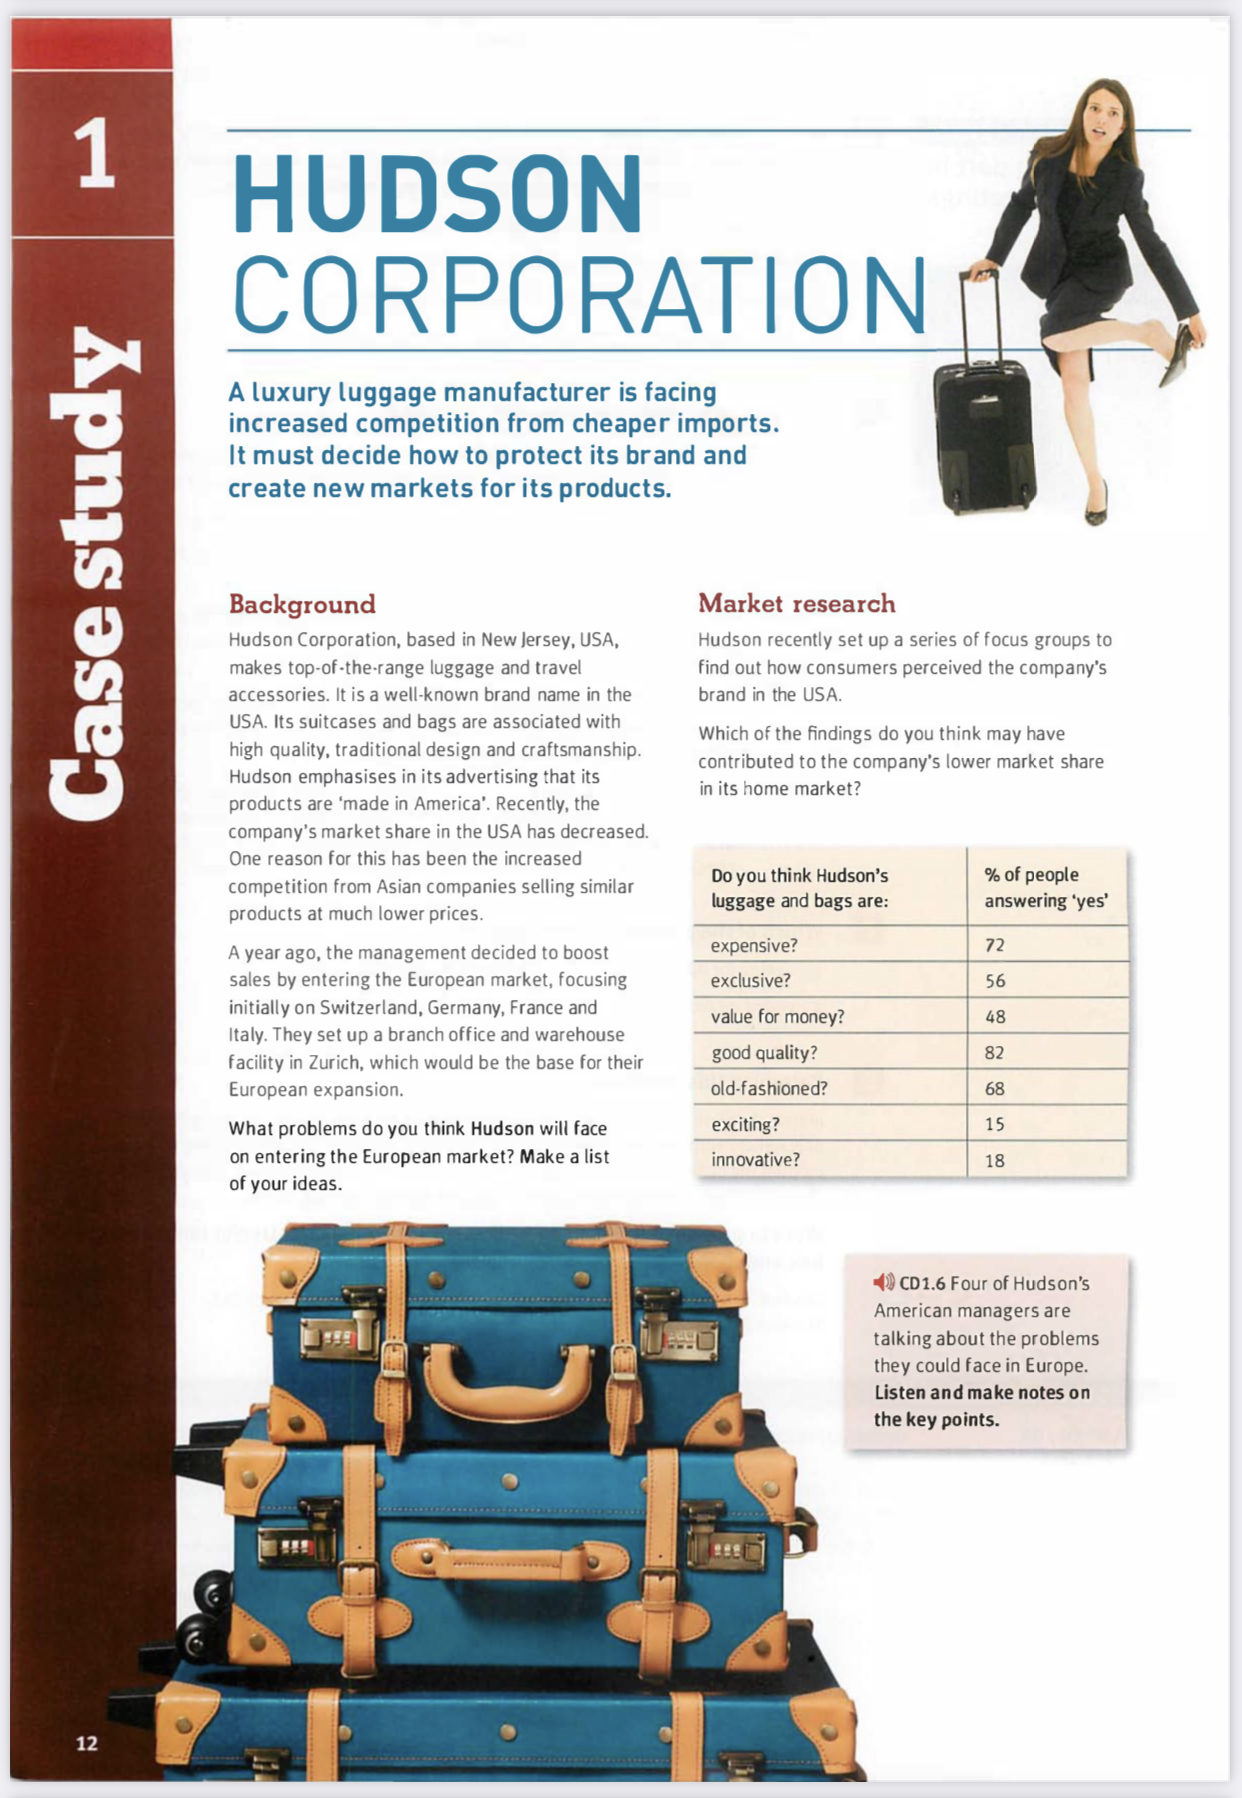 1
Case study
HUDSON
CORPORATION
A luxury luggage manufacturer is facing
increased competition from cheaper imports.
It must decide how to protect its brand and
create new markets for its products.
Background
Hudson Corporation, based in New Jersey, USA,
makes top-of-the-range luggage and travel
accessories. It is a well-known brand name in the
USA. Its suitcases and bags are associated with
high quality, traditional design and craftsmanship.
Hudson emphasises in its advertising that its
products are 'made in America'. Recently, the
company's market share in the USA has decreased.
One reason for this has been the increased
competition from Asian companies selling similar
products at much lower prices.
A year ago, the management decided to boost
sales by entering the European market, focusing
initially on Switzerland, Germany, France and
Italy. They set up a branch office and warehouse
facility in Zurich, which would be the base for their
European expansion.
What problems do you think Hudson will face
on entering the European market? Make a list
of your ideas.
Market research
Hudson recently set up a series of focus groups to
find out how consumers perceived the company's
brand in the USA.
Which of the findings do you think may have
contributed to the company's lower market share
in its home market?
Do you think Hudson's % of people
luggage and bags are: answering 'yes'
expensive? 72
exclusive? 56
value for money? 48
good quality? 82
old-fashioned? 68
exciting? 15
innovative? 18
CD1.6 Four of Hudson's
American managers are
talking about the problems
they could face in Europe.
Listen and make notes on
the key points.
12